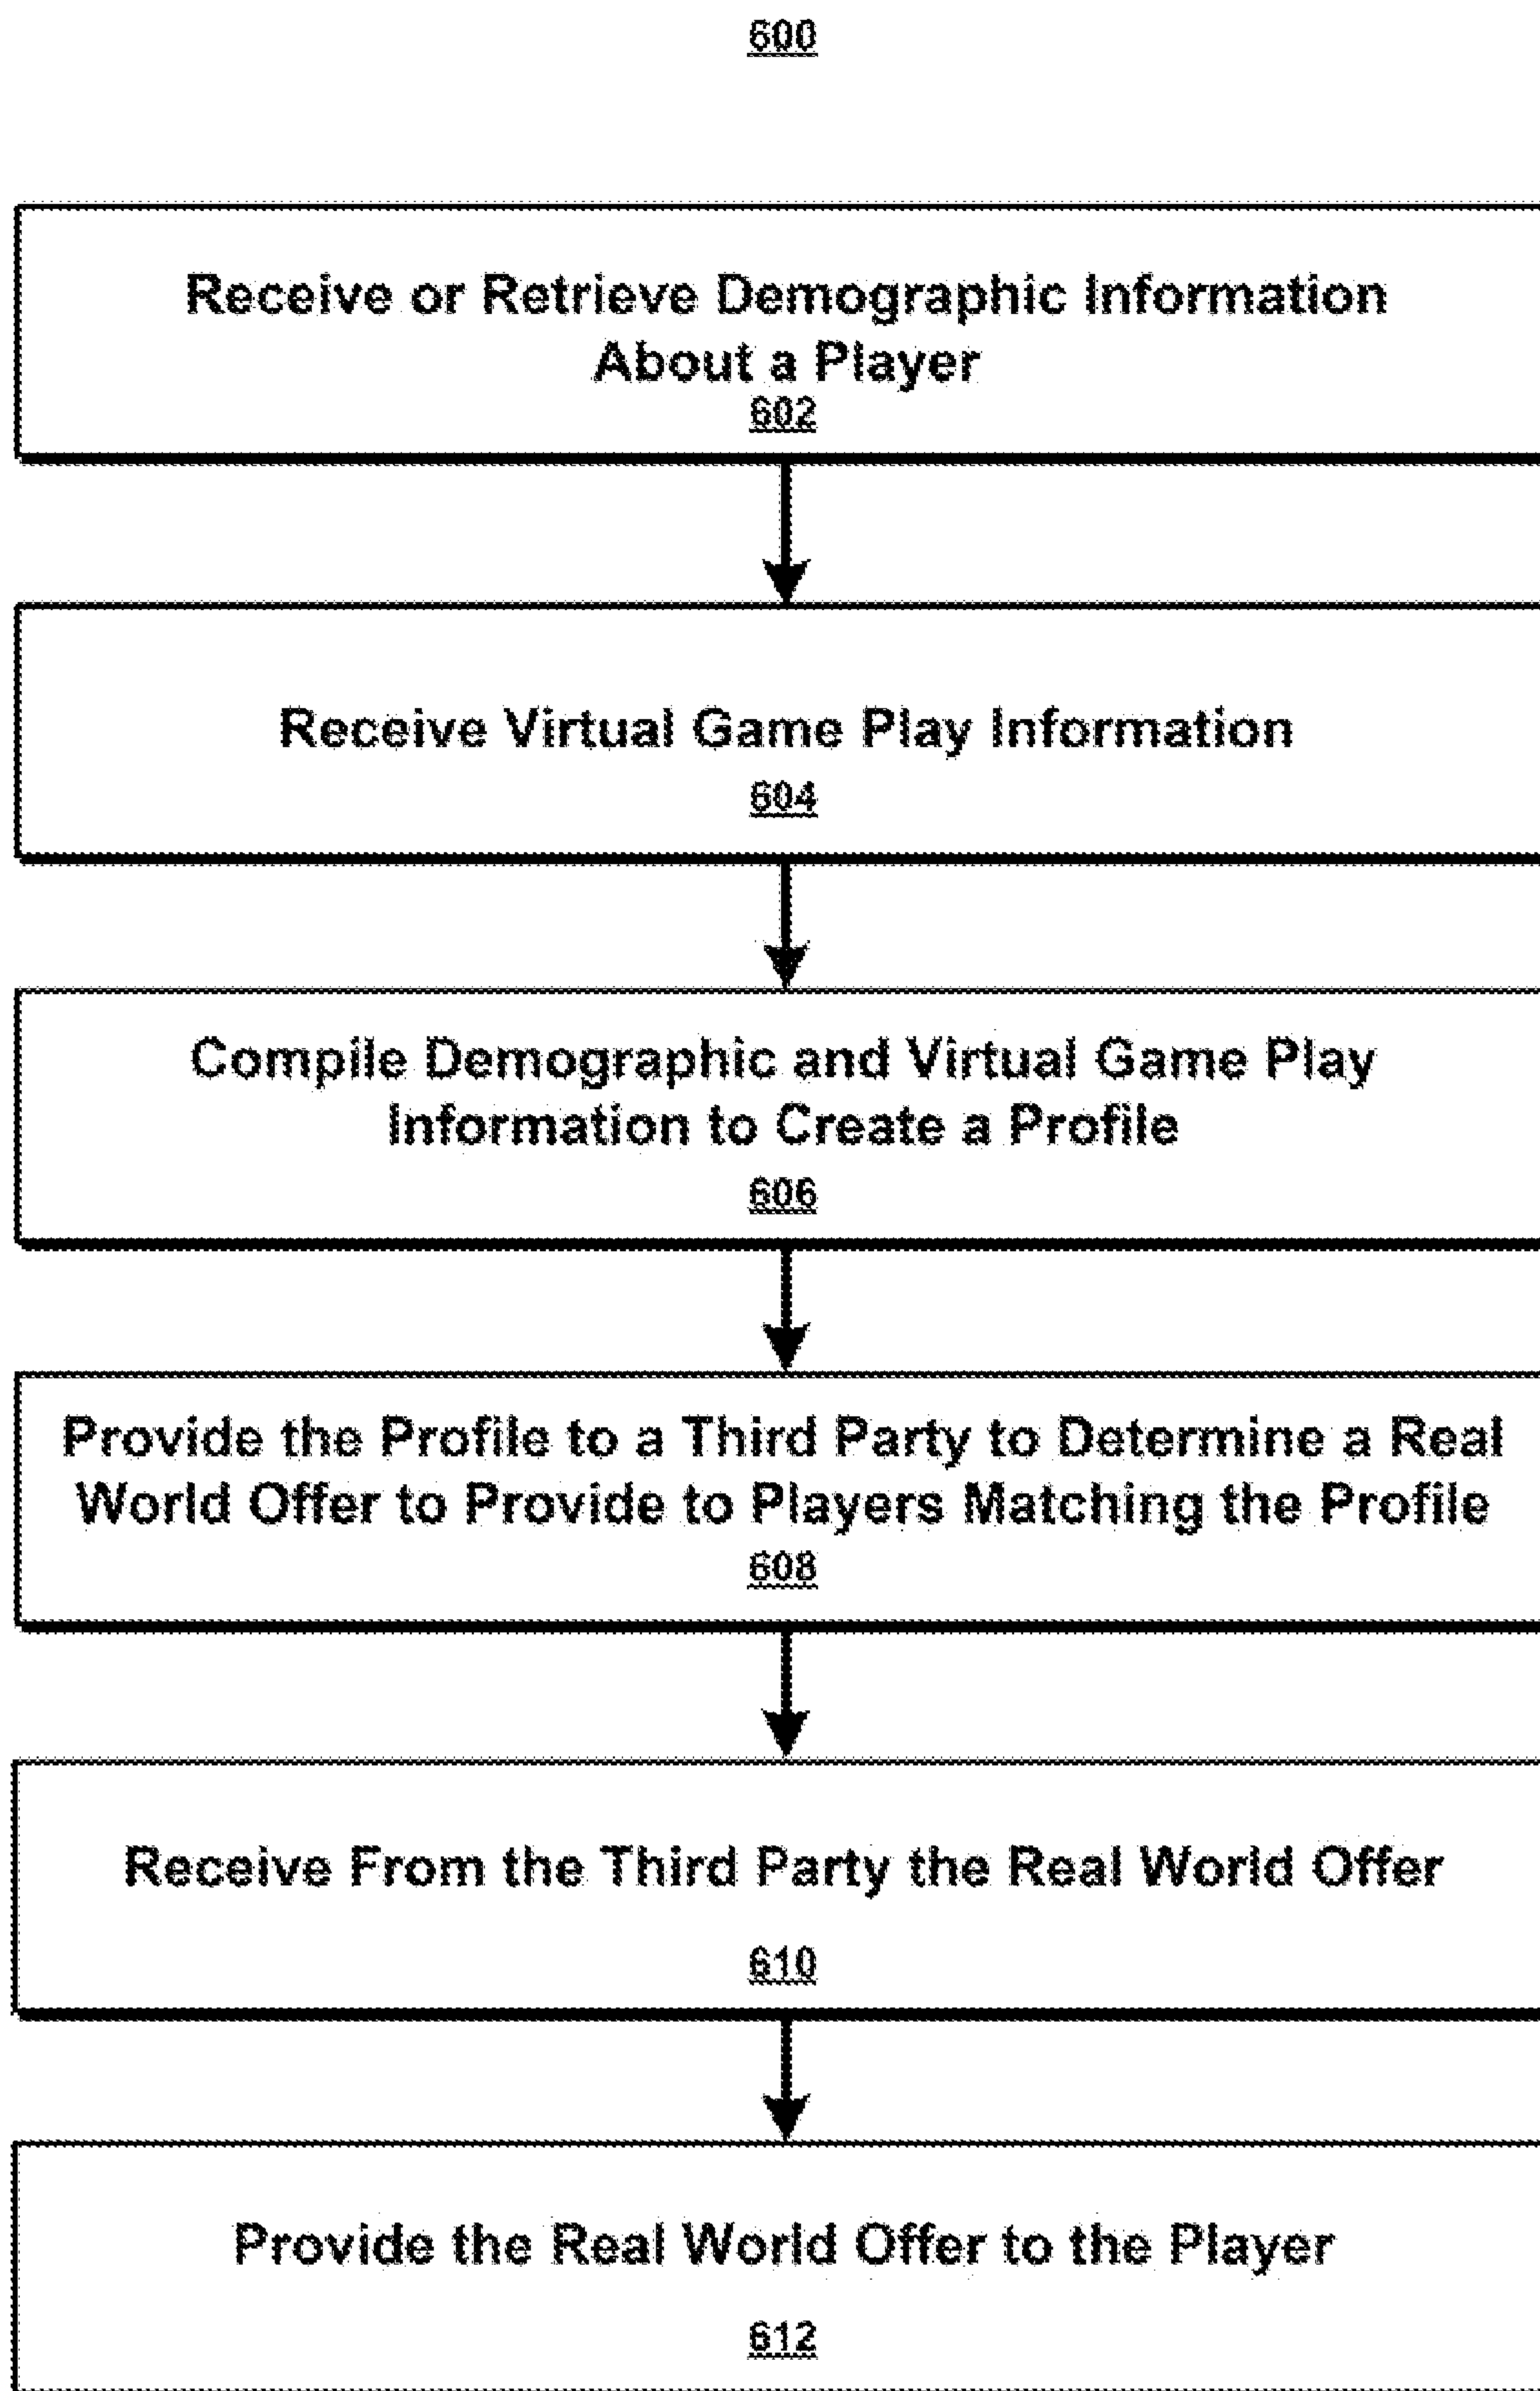 600
Receive or Retrieve Demographic Information
About a Player
602
Receive Virtual Game Play Information
604
Compile Demographic and Virtual Game Play
Information to Create a Profile
606
Provide the Profile to a Third Party to Determine a Real
World Offer to Provide to Players Matching the Profile
608
Receive From the Third Party the Real World Offer
610
Provide the Real World Offer to the Player
612